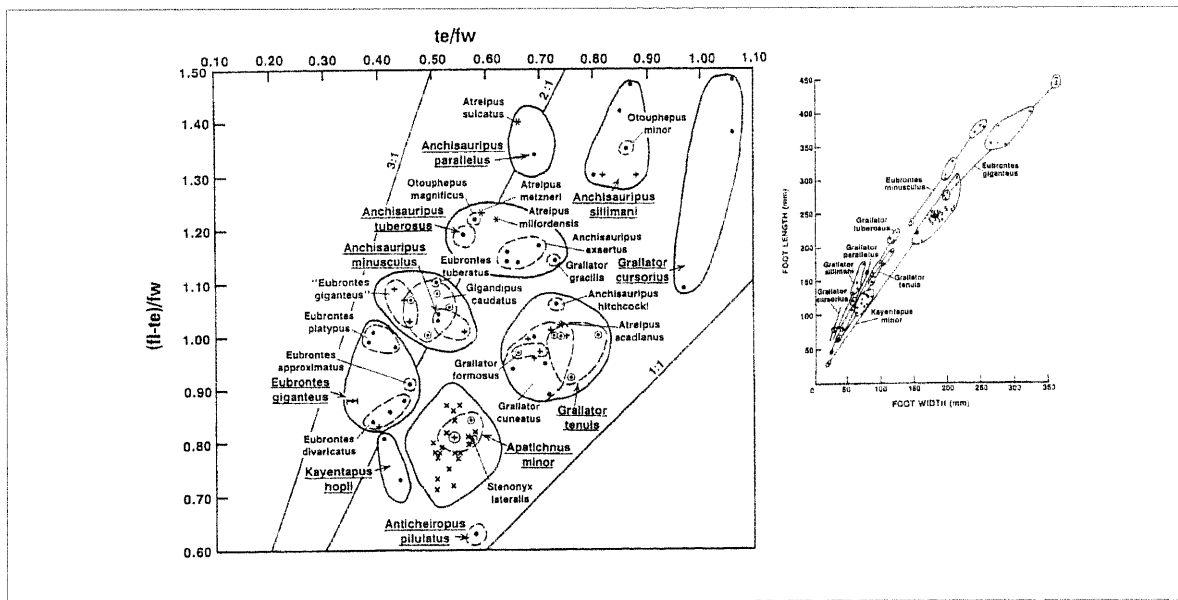 te/fw
0.10 0.20 0.30 0.40 0.50 0.60 0.70 0.80 0.90 1.00 1.10
(fl-te)/fw
1.50
1.40
1.30
1.20
1.10
1.00
0.90
0.80
0.70
0.60
3:1
2:1
1:1
Atreipus
sulcatus
Anchisauripus
parallelus
Otouphepus
minor
Anchisauripus
sillimani
Otouphepus
magnificus
Atreipus
metzneri
Atreipus
milfordensis
Anchisauripus
tuberosus
Anchisauripus
exsertus
Anchisauripus
minusculus
Eubrontes
tuberatus
Grallator
gracilis
Grallator
cursorius
"Eubrontes
giganteus"
Gigandipus
caudatus
Anchisauripus
hitchcocki
Eubrontes
platypus
Atreipus
acadianus
Eubrontes
approximatus
Grallator
formosus
Eubrontes
giganteus
Grallator
cuneatus
Grallator
tenuis
Eubrontes
divaricatus
Apatichnus
minor
Kayentapus
hopii
Stenonyx
lateralis
Anticheiropus
pilulatus
FOOT LENGTH (mm)
450
400
350
300
250
200
150
100
50
0
Eubrontes
giganteus
Eubrontes
minusculus
Grallator
tuberosus
Grallator
parallelus
Grallator
sillimani
Grallator
tenuis
Grallator
cursorius
Kayentapus
minor
50 100 150 200 250 300 350
FOOT WIDTH (mm)